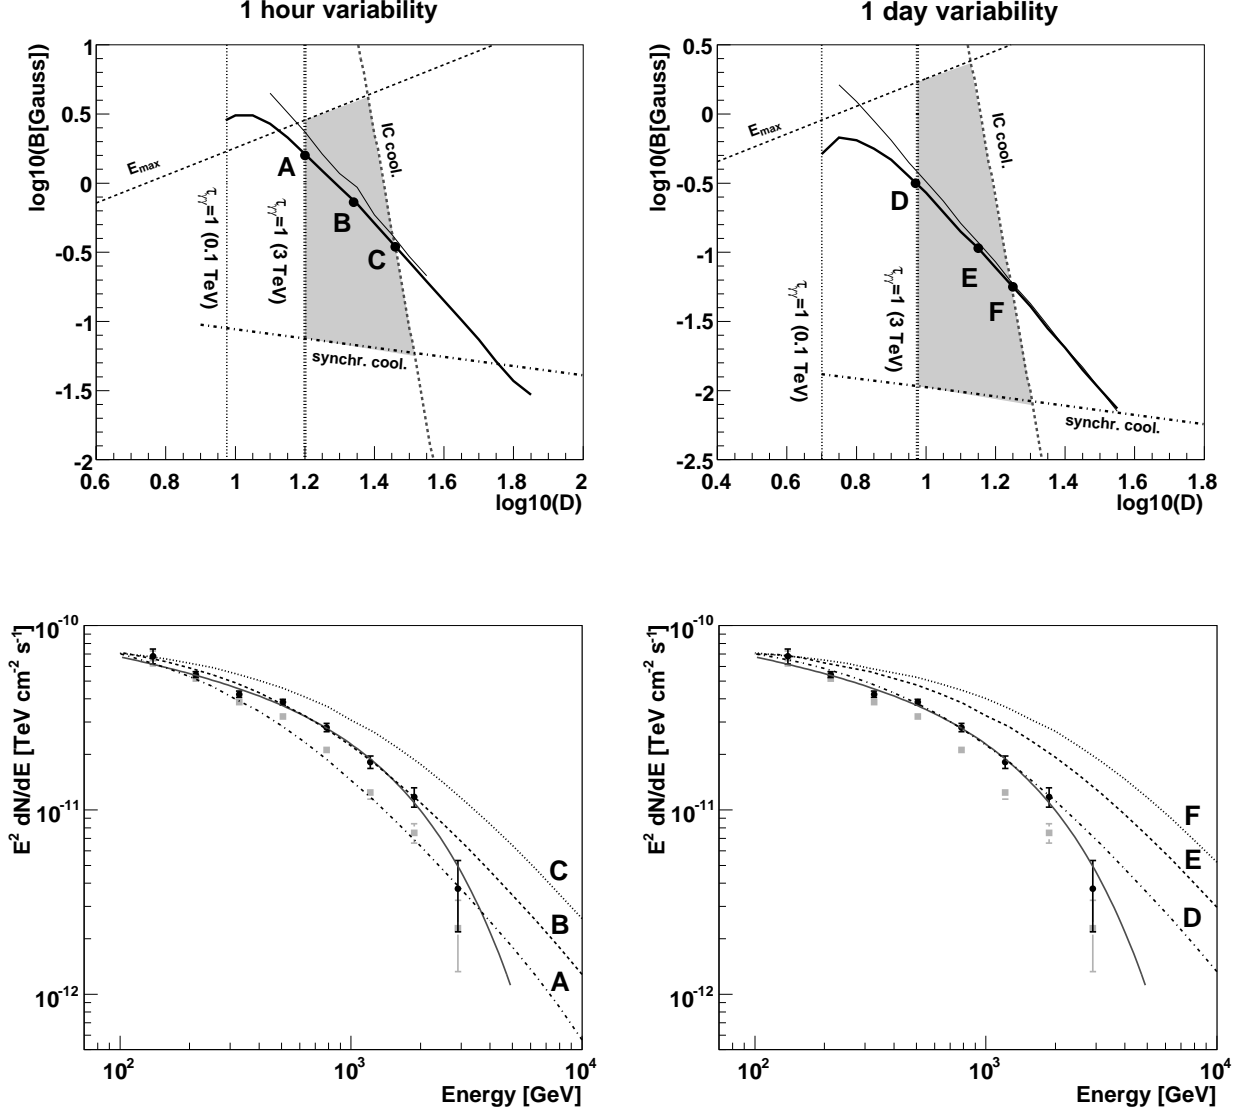 1 hour variability
1 day variability
log10(B[Gauss])
1
0.5
0
-0.5
-1
-1.5
-2
E_max
τ_γγ=1 (0.1 TeV)
τ_γγ=1 (3 TeV)
IC cool.
A
B
C
synchr. cool.
0.6 0.8 1 1.2 1.4 1.6 1.8 2
log10(D)
log10(B[Gauss])
0.5
0
-0.5
-1
-1.5
-2
-2.5
E_max
τ_γγ=1 (0.1 TeV)
τ_γγ=1 (3 TeV)
IC cool.
D
E
F
synchr. cool.
0.4 0.6 0.8 1 1.2 1.4 1.6 1.8
log10(D)
E² dN/dE [TeV cm⁻² s⁻¹]
10⁻¹⁰
10⁻¹¹
10⁻¹²
C
B
A
10² 10³ 10⁴
Energy [GeV]
E² dN/dE [TeV cm⁻² s⁻¹]
10⁻¹⁰
10⁻¹¹
10⁻¹²
F
E
D
10² 10³ 10⁴
Energy [GeV]